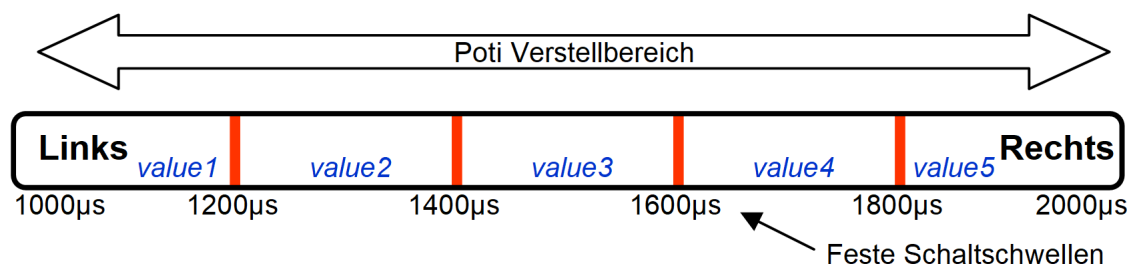 Poti Verstellbereich
Links value1 value2 value3 value4 value5 Rechts
1000µs 1200µs 1400µs 1600µs 1800µs 2000µs
Feste Schaltschwellen